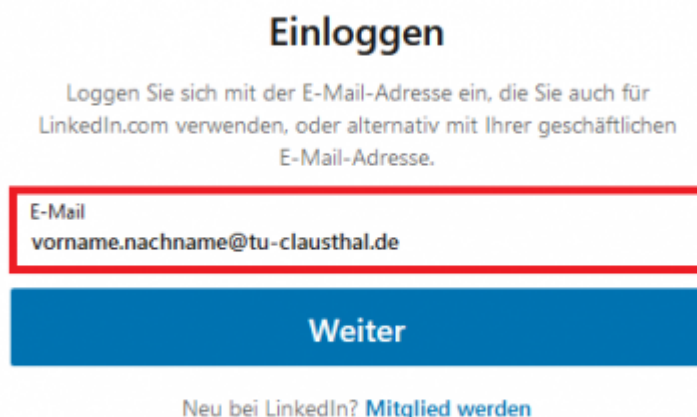 Einloggen
Loggen Sie sich mit der E-Mail-Adresse ein, die Sie auch für
LinkedIn.com verwenden, oder alternativ mit Ihrer geschäftlichen
E-Mail-Adresse.
E-Mail
vorname.nachname@tu-clausthal.de
Weiter
Neu bei LinkedIn? Mitglied werden